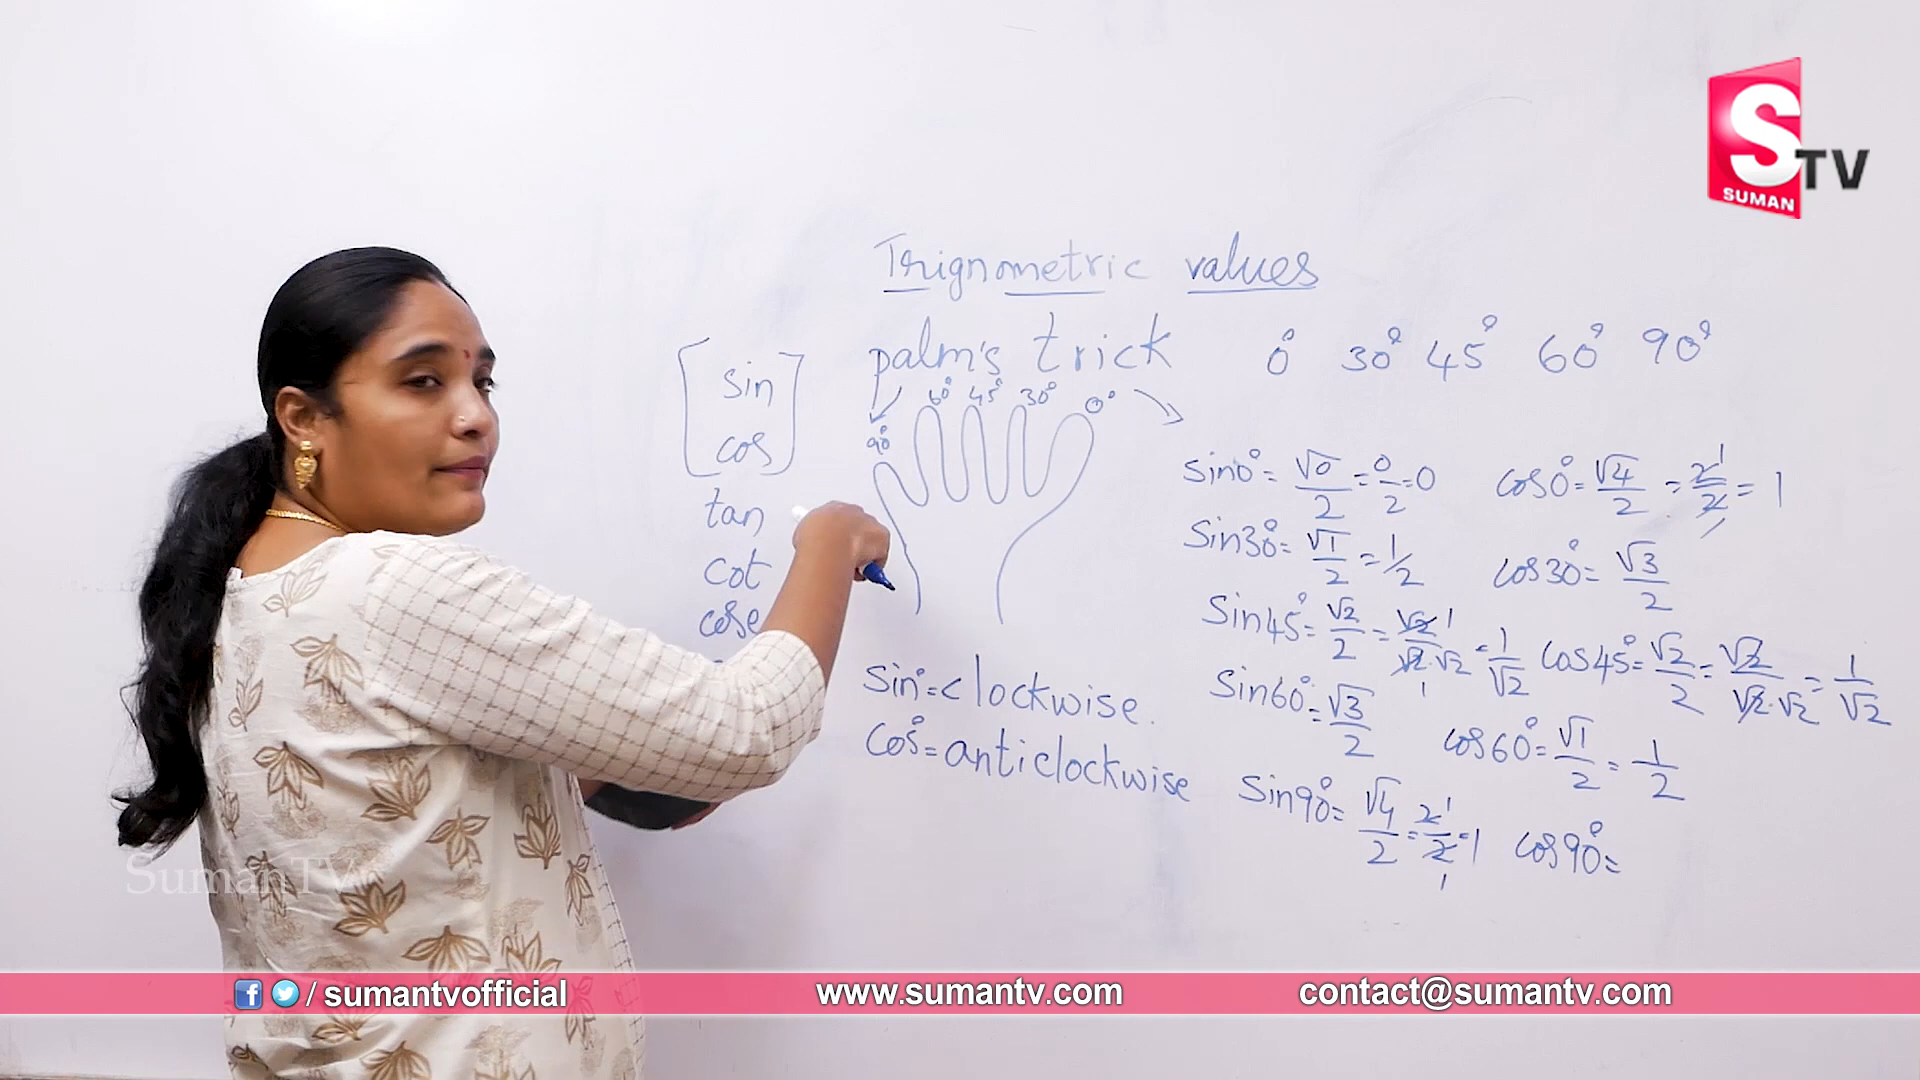 S TV
SUMAN
Trignometric values
palm's trick
0° 30° 45° 60° 90°
sin
cos
tan
cot
cose
90° 60° 45° 30° 0°
sin° = clockwise.
cos° = anticlockwise
sin0° = √0/2 = 0/2 = 0
Sin30° = √1/2 = 1/2
Sin45° = √2/2 = √2/√2·√2 = 1/√2
Sin60° = √3/2
Sin90° = √4/2 = 2/2 = 1
cos0° = √4/2 = 2/2 = 1
cos30° = √3/2
cos45° = √2/2 = √2/√2·√2 = 1/√2
cos60° = √1/2 = 1/2
cos90° =
SumanTV
f / sumantvofficial
www.sumantv.com
contact@sumantv.com